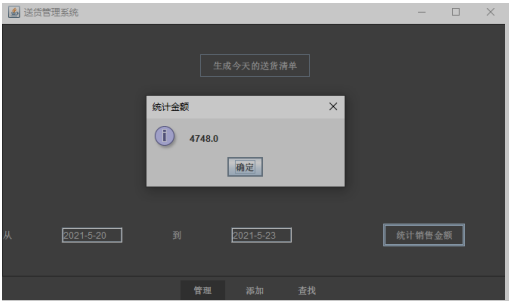 送货管理系统
生成今天的送货清单
统计金额
4748.0
确定
从 2021-5-20 到 2021-5-23 统计销售金额
管理 添加 查找